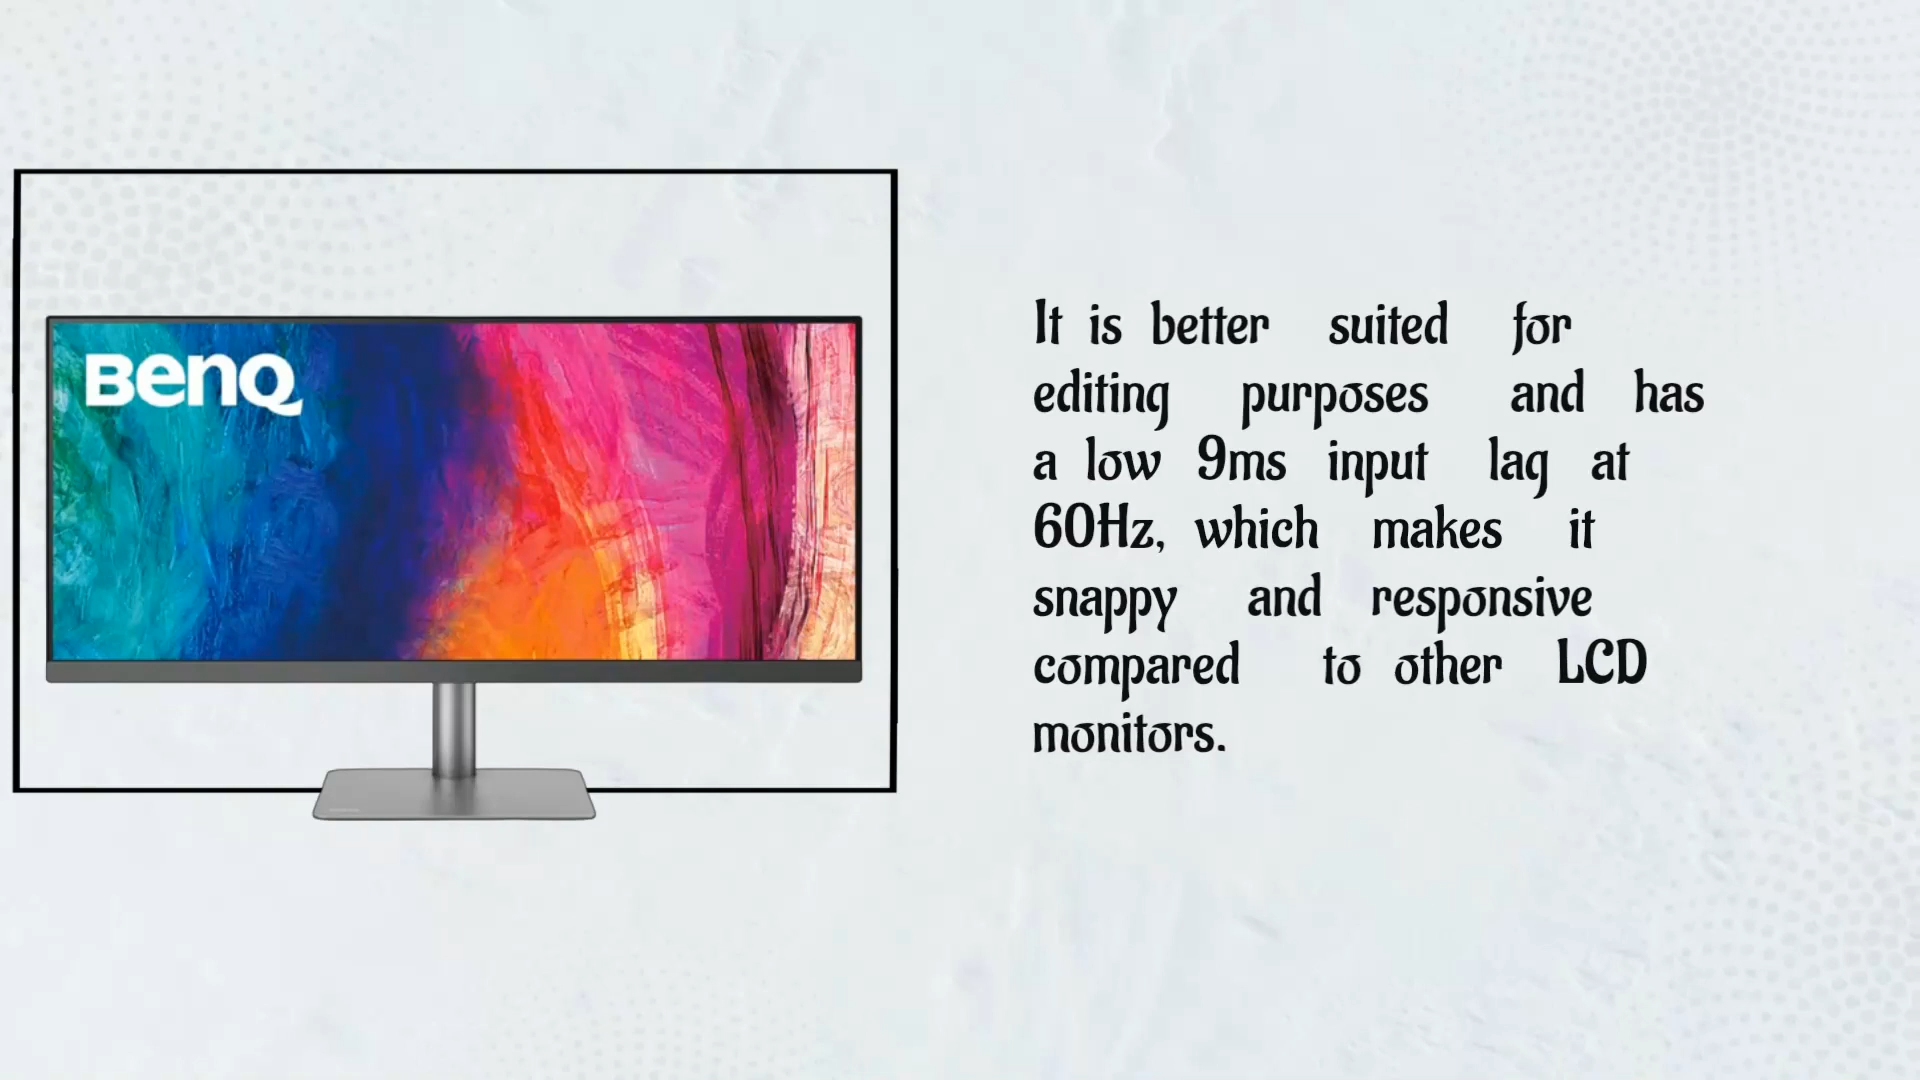 BenQ
It is better suited for
editing purposes and has
a low 9ms input lag at
60Hz, which makes it
snappy and responsive
compared to other LCD
monitors.